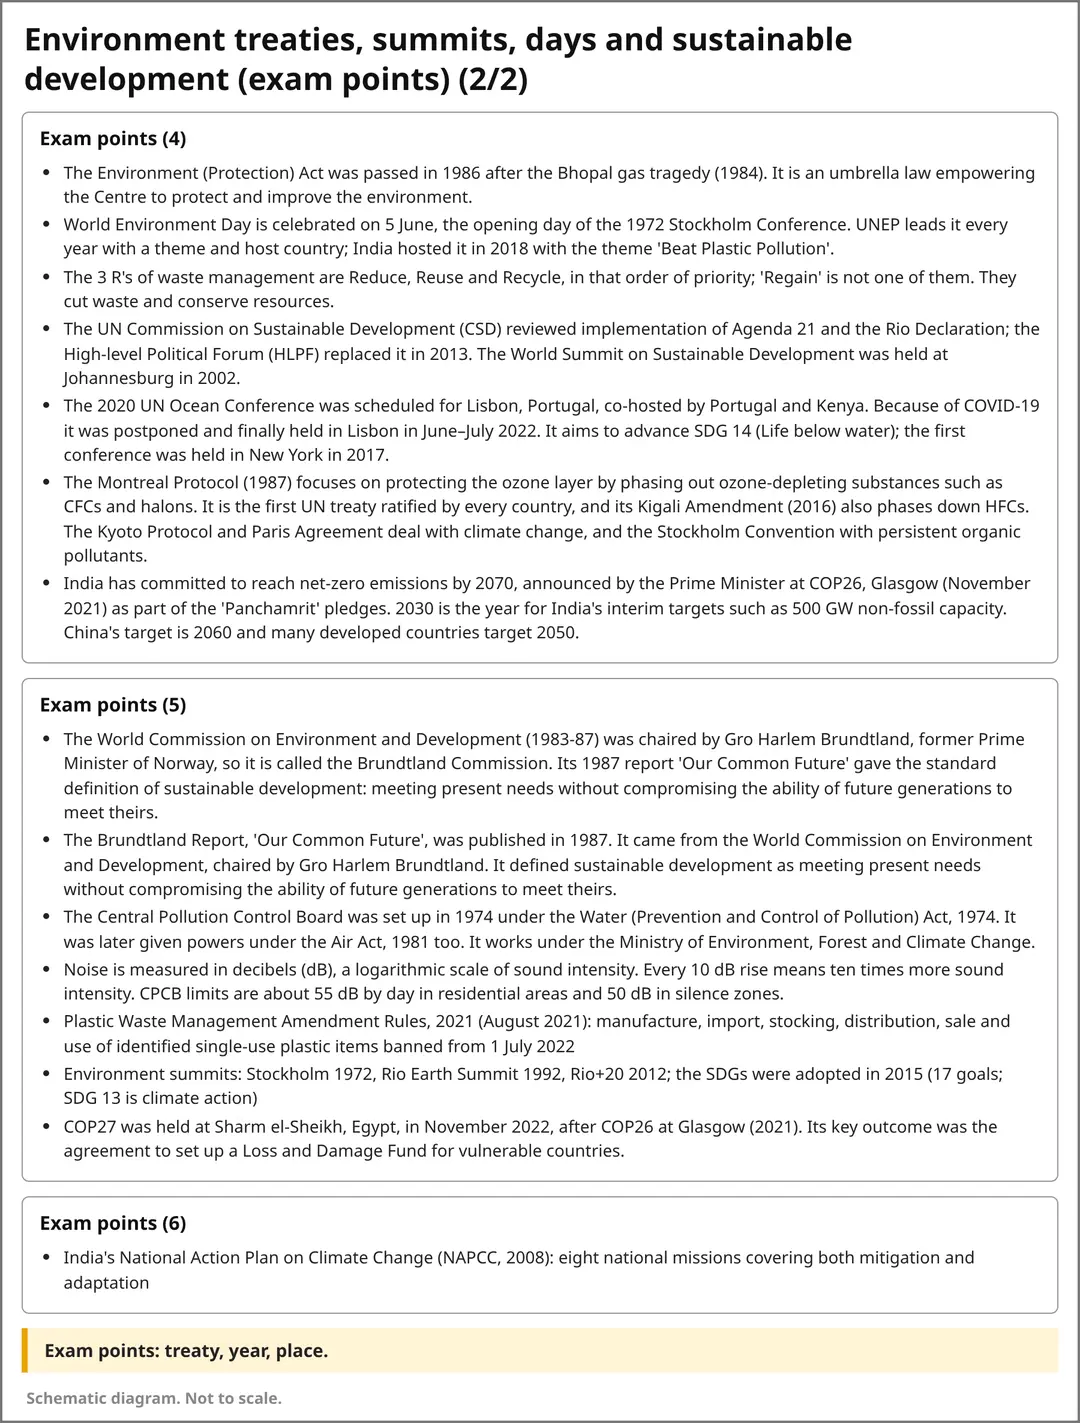 Environment treaties, summits, days and sustainable
development (exam points) (2/2)
Exam points (4)
• The Environment (Protection) Act was passed in 1986 after the Bhopal gas tragedy (1984). It is an umbrella law empowering
the Centre to protect and improve the environment.
• World Environment Day is celebrated on 5 June, the opening day of the 1972 Stockholm Conference. UNEP leads it every
year with a theme and host country; India hosted it in 2018 with the theme 'Beat Plastic Pollution'.
• The 3 R's of waste management are Reduce, Reuse and Recycle, in that order of priority; 'Regain' is not one of them. They
cut waste and conserve resources.
• The UN Commission on Sustainable Development (CSD) reviewed implementation of Agenda 21 and the Rio Declaration; the
High-level Political Forum (HLPF) replaced it in 2013. The World Summit on Sustainable Development was held at
Johannesburg in 2002.
• The 2020 UN Ocean Conference was scheduled for Lisbon, Portugal, co-hosted by Portugal and Kenya. Because of COVID-19
it was postponed and finally held in Lisbon in June–July 2022. It aims to advance SDG 14 (Life below water); the first
conference was held in New York in 2017.
• The Montreal Protocol (1987) focuses on protecting the ozone layer by phasing out ozone-depleting substances such as
CFCs and halons. It is the first UN treaty ratified by every country, and its Kigali Amendment (2016) also phases down HFCs.
The Kyoto Protocol and Paris Agreement deal with climate change, and the Stockholm Convention with persistent organic
pollutants.
• India has committed to reach net-zero emissions by 2070, announced by the Prime Minister at COP26, Glasgow (November
2021) as part of the 'Panchamrit' pledges. 2030 is the year for India's interim targets such as 500 GW non-fossil capacity.
China's target is 2060 and many developed countries target 2050.
Exam points (5)
• The World Commission on Environment and Development (1983-87) was chaired by Gro Harlem Brundtland, former Prime
Minister of Norway, so it is called the Brundtland Commission. Its 1987 report 'Our Common Future' gave the standard
definition of sustainable development: meeting present needs without compromising the ability of future generations to
meet theirs.
• The Brundtland Report, 'Our Common Future', was published in 1987. It came from the World Commission on Environment
and Development, chaired by Gro Harlem Brundtland. It defined sustainable development as meeting present needs
without compromising the ability of future generations to meet theirs.
• The Central Pollution Control Board was set up in 1974 under the Water (Prevention and Control of Pollution) Act, 1974. It
was later given powers under the Air Act, 1981 too. It works under the Ministry of Environment, Forest and Climate Change.
• Noise is measured in decibels (dB), a logarithmic scale of sound intensity. Every 10 dB rise means ten times more sound
intensity. CPCB limits are about 55 dB by day in residential areas and 50 dB in silence zones.
• Plastic Waste Management Amendment Rules, 2021 (August 2021): manufacture, import, stocking, distribution, sale and
use of identified single-use plastic items banned from 1 July 2022
• Environment summits: Stockholm 1972, Rio Earth Summit 1992, Rio+20 2012; the SDGs were adopted in 2015 (17 goals;
SDG 13 is climate action)
• COP27 was held at Sharm el-Sheikh, Egypt, in November 2022, after COP26 at Glasgow (2021). Its key outcome was the
agreement to set up a Loss and Damage Fund for vulnerable countries.
Exam points (6)
• India's National Action Plan on Climate Change (NAPCC, 2008): eight national missions covering both mitigation and
adaptation
Exam points: treaty, year, place.
Schematic diagram. Not to scale.